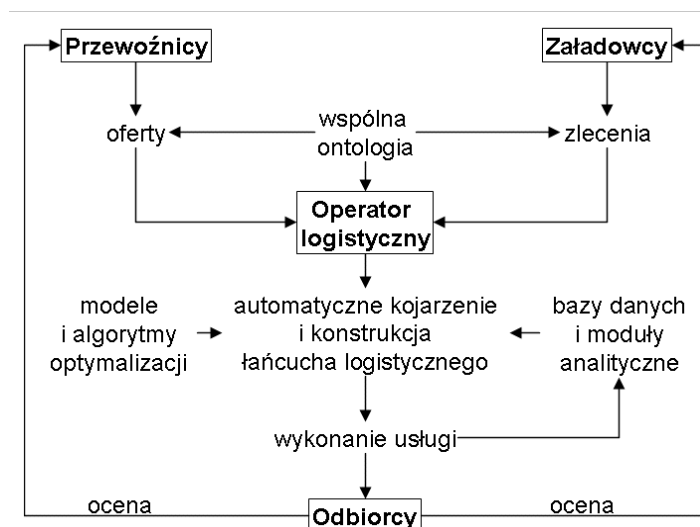 Przewoźnicy
Załadowcy
oferty
wspólna
ontologia
zlecenia
Operator
logistyczny
modele
i algorytmy
optymalizacji
automatyczne kojarzenie
i konstrukcja
łańcucha logistycznego
bazy danych
i moduły
analityczne
wykonanie usługi
ocena
Odbiorcy
ocena